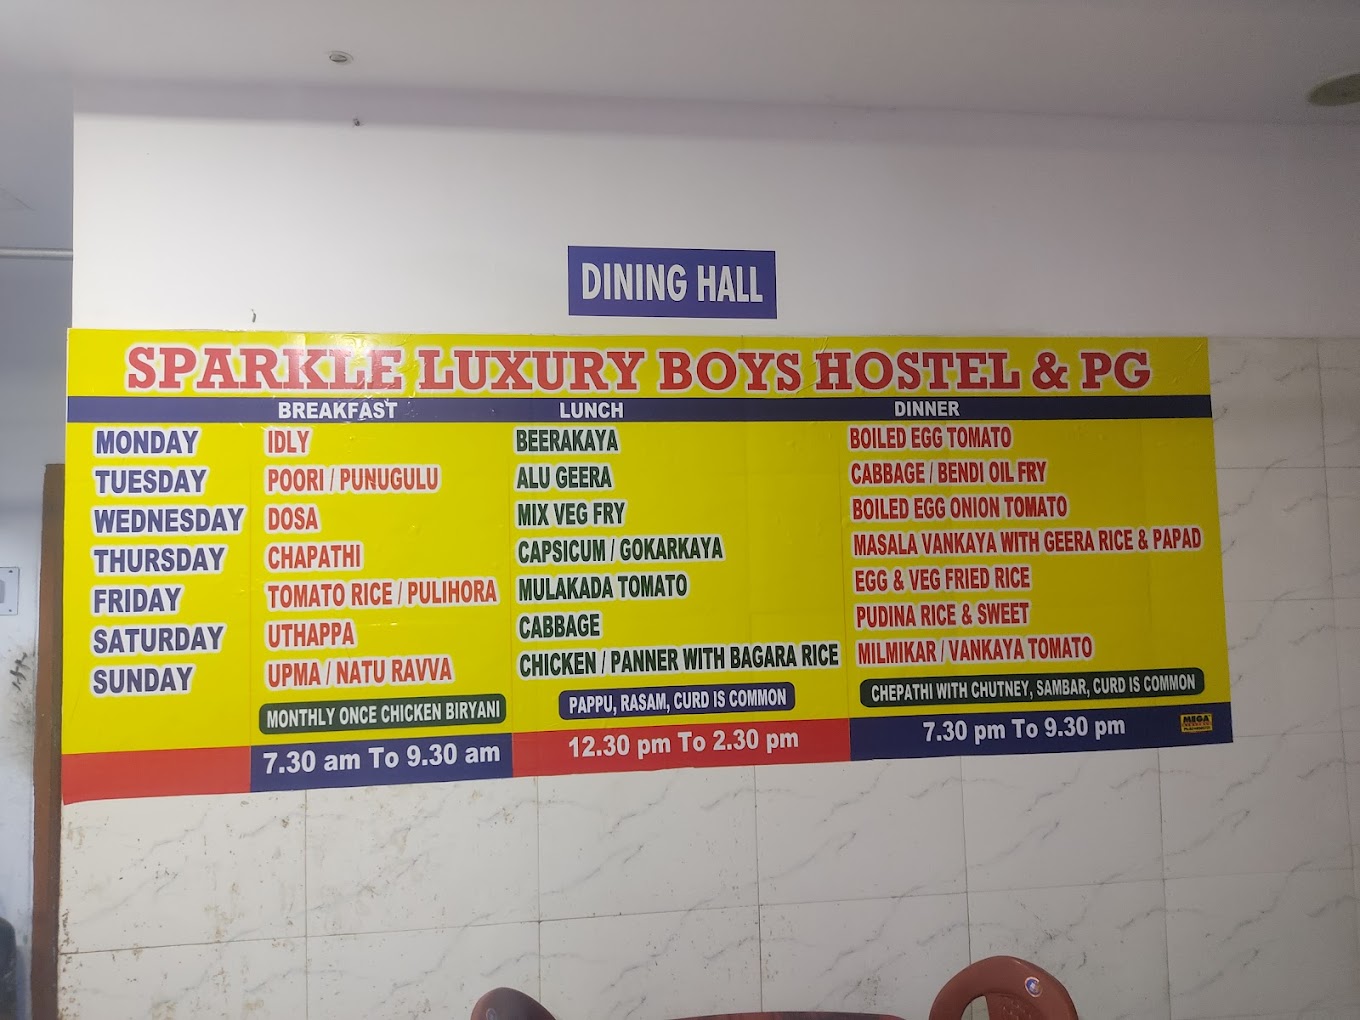 DINING HALL
SPARKLE LUXURY BOYS HOSTEL & PG
BREAKFAST LUNCH DINNER
MONDAY IDLY BEERAKAYA BOILED EGG TOMATO
TUESDAY POORI / PUNUGULU ALU GEERA CABBAGE / BENDI OIL FRY
WEDNESDAY DOSA MIX VEG FRY BOILED EGG ONION TOMATO
THURSDAY CHAPATHI CAPSICUM / GOKARKAYA MASALA VANKAYA WITH GEERA RICE & PAPAD
FRIDAY TOMATO RICE / PULIHORA MULAKADA TOMATO EGG & VEG FRIED RICE
SATURDAY UTHAPPA CABBAGE PUDINA RICE & SWEET
SUNDAY UPMA / NATU RAVVA CHICKEN / PANNER WITH BAGARA RICE MILMIKAR / VANKAYA TOMATO
MONTHLY ONCE CHICKEN BIRYANI PAPPU, RASAM, CURD IS COMMON CHEPATHI WITH CHUTNEY, SAMBAR, CURD IS COMMON
7.30 am To 9.30 am 12.30 pm To 2.30 pm 7.30 pm To 9.30 pm
MEGA